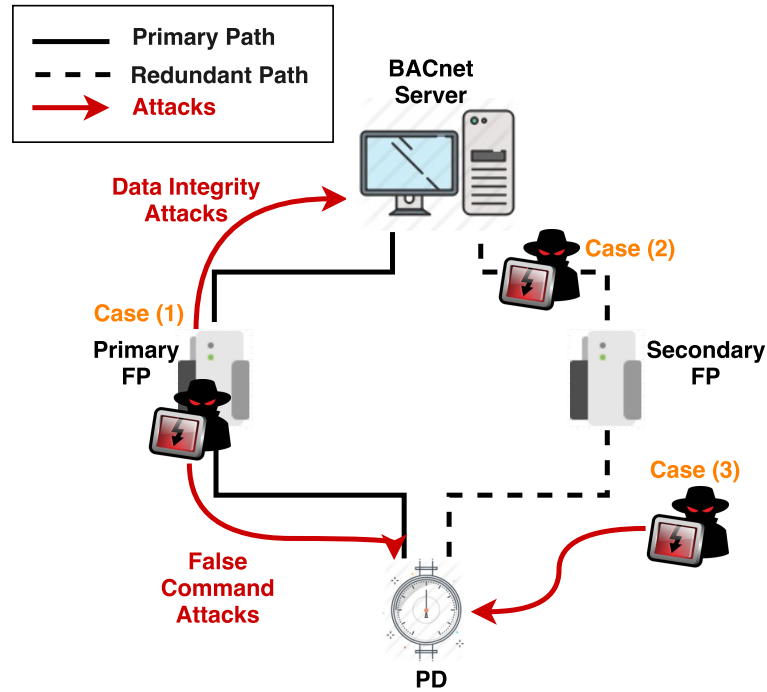 Primary Path
Redundant Path
Attacks
BACnet
Server
Data Integrity
Attacks
Case (2)
Case (1)
Primary
FP
Secondary
FP
Case (3)
False
Command
Attacks
PD